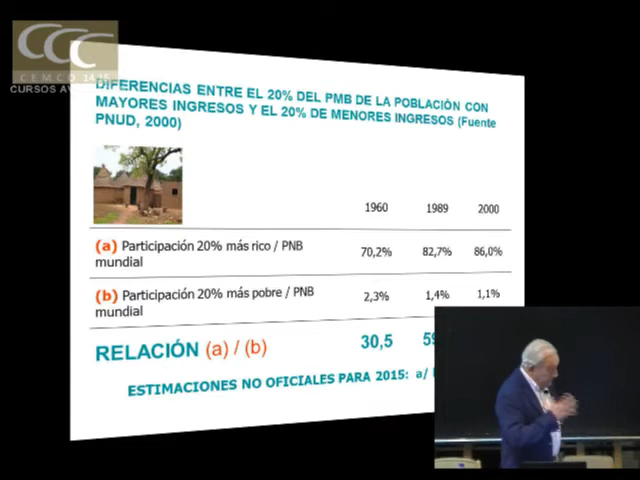 CCC
CEMCO 14-15
CURSOS AV
DIFERENCIAS ENTRE EL 20% DEL PMB DE LA POBLACIÓN CON
MAYORES INGRESOS Y EL 20% DE MENORES INGRESOS (Fuente
PNUD, 2000)
1960 1989 2000
(a) Participación 20% más rico / PNB
mundial
70,2% 82,7% 86,0%
(b) Participación 20% más pobre / PNB
mundial
2,3% 1,4% 1,1%
RELACIÓN (a) / (b) 30,5
ESTIMACIONES NO OFICIALES PARA 2015: a/